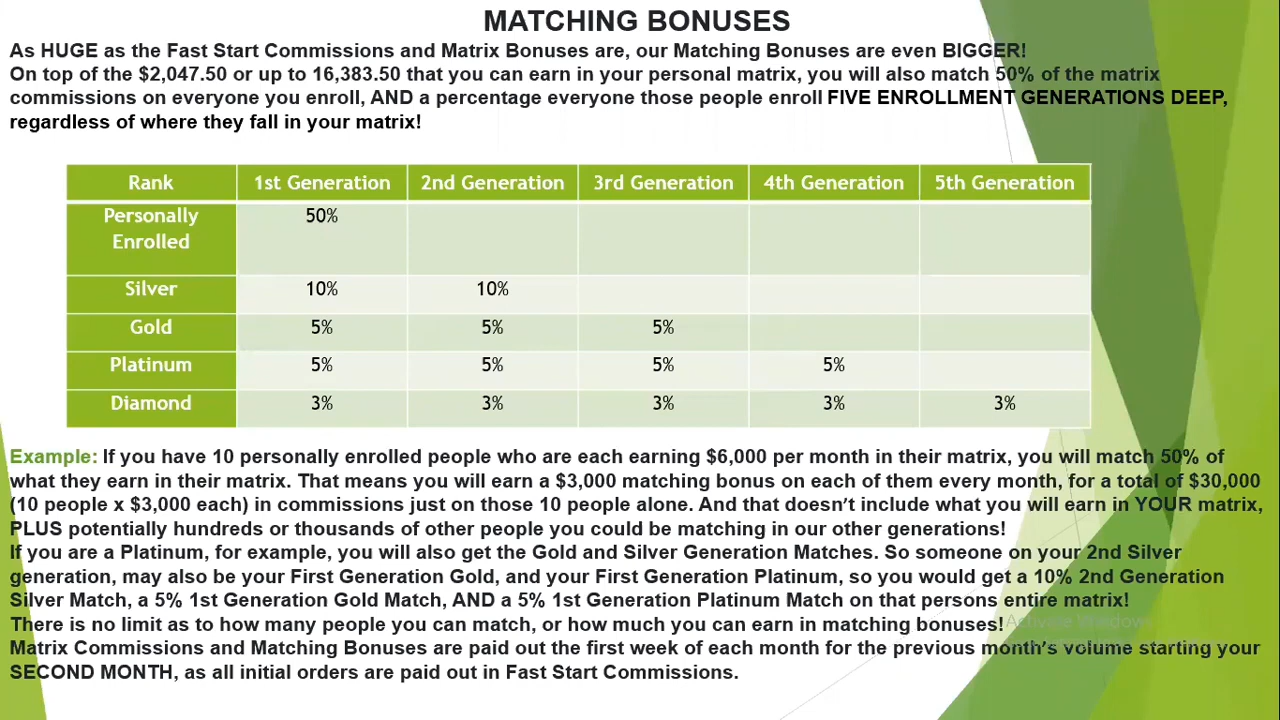 MATCHING BONUSES
As HUGE as the Fast Start Commissions and Matrix Bonuses are, our Matching Bonuses are even BIGGER!
On top of the $2,047.50 or up to 16,383.50 that you can earn in your personal matrix, you will also match 50% of the matrix
commissions on everyone you enroll, AND a percentage everyone those people enroll FIVE ENROLLMENT GENERATIONS DEEP,
regardless of where they fall in your matrix!
Rank 1st Generation 2nd Generation 3rd Generation 4th Generation 5th Generation
Personally 50%
Enrolled
Silver 10% 10%
Gold 5% 5% 5%
Platinum 5% 5% 5% 5%
Diamond 3% 3% 3% 3% 3%
Example: If you have 10 personally enrolled people who are each earning $6,000 per month in their matrix, you will match 50% of
what they earn in their matrix. That means you will earn a $3,000 matching bonus on each of them every month, for a total of $30,000
(10 people x $3,000 each) in commissions just on those 10 people alone. And that doesn't include what you will earn in YOUR matrix,
PLUS potentially hundreds or thousands of other people you could be matching in our other generations!
If you are a Platinum, for example, you will also get the Gold and Silver Generation Matches. So someone on your 2nd Silver
generation, may also be your First Generation Gold, and your First Generation Platinum, so you would get a 10% 2nd Generation
Silver Match, a 5% 1st Generation Gold Match, AND a 5% 1st Generation Platinum Match on that persons entire matrix!
There is no limit as to how many people you can match, or how much you can earn in matching bonuses!
Activate Windows
Matrix Commissions and Matching Bonuses are paid out the first week of each month for the previous month's volume starting your
SECOND MONTH, as all initial orders are paid out in Fast Start Commissions.